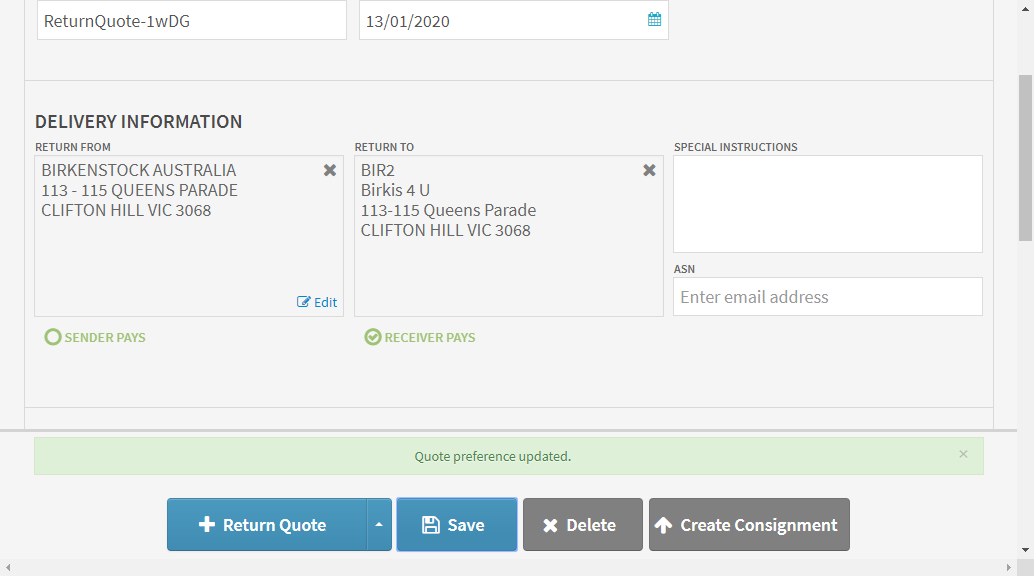 ReturnQuote-1wDG
13/01/2020
DELIVERY INFORMATION
RETURN FROM
BIRKENSTOCK AUSTRALIA
113 - 115 QUEENS PARADE
CLIFTON HILL VIC 3068
Edit
SENDER PAYS
RETURN TO
BIR2
Birkis 4 U
113-115 Queens Parade
CLIFTON HILL VIC 3068
RECEIVER PAYS
SPECIAL INSTRUCTIONS
ASN
Enter email address
Quote preference updated.
Return Quote
Save
Delete
Create Consignment